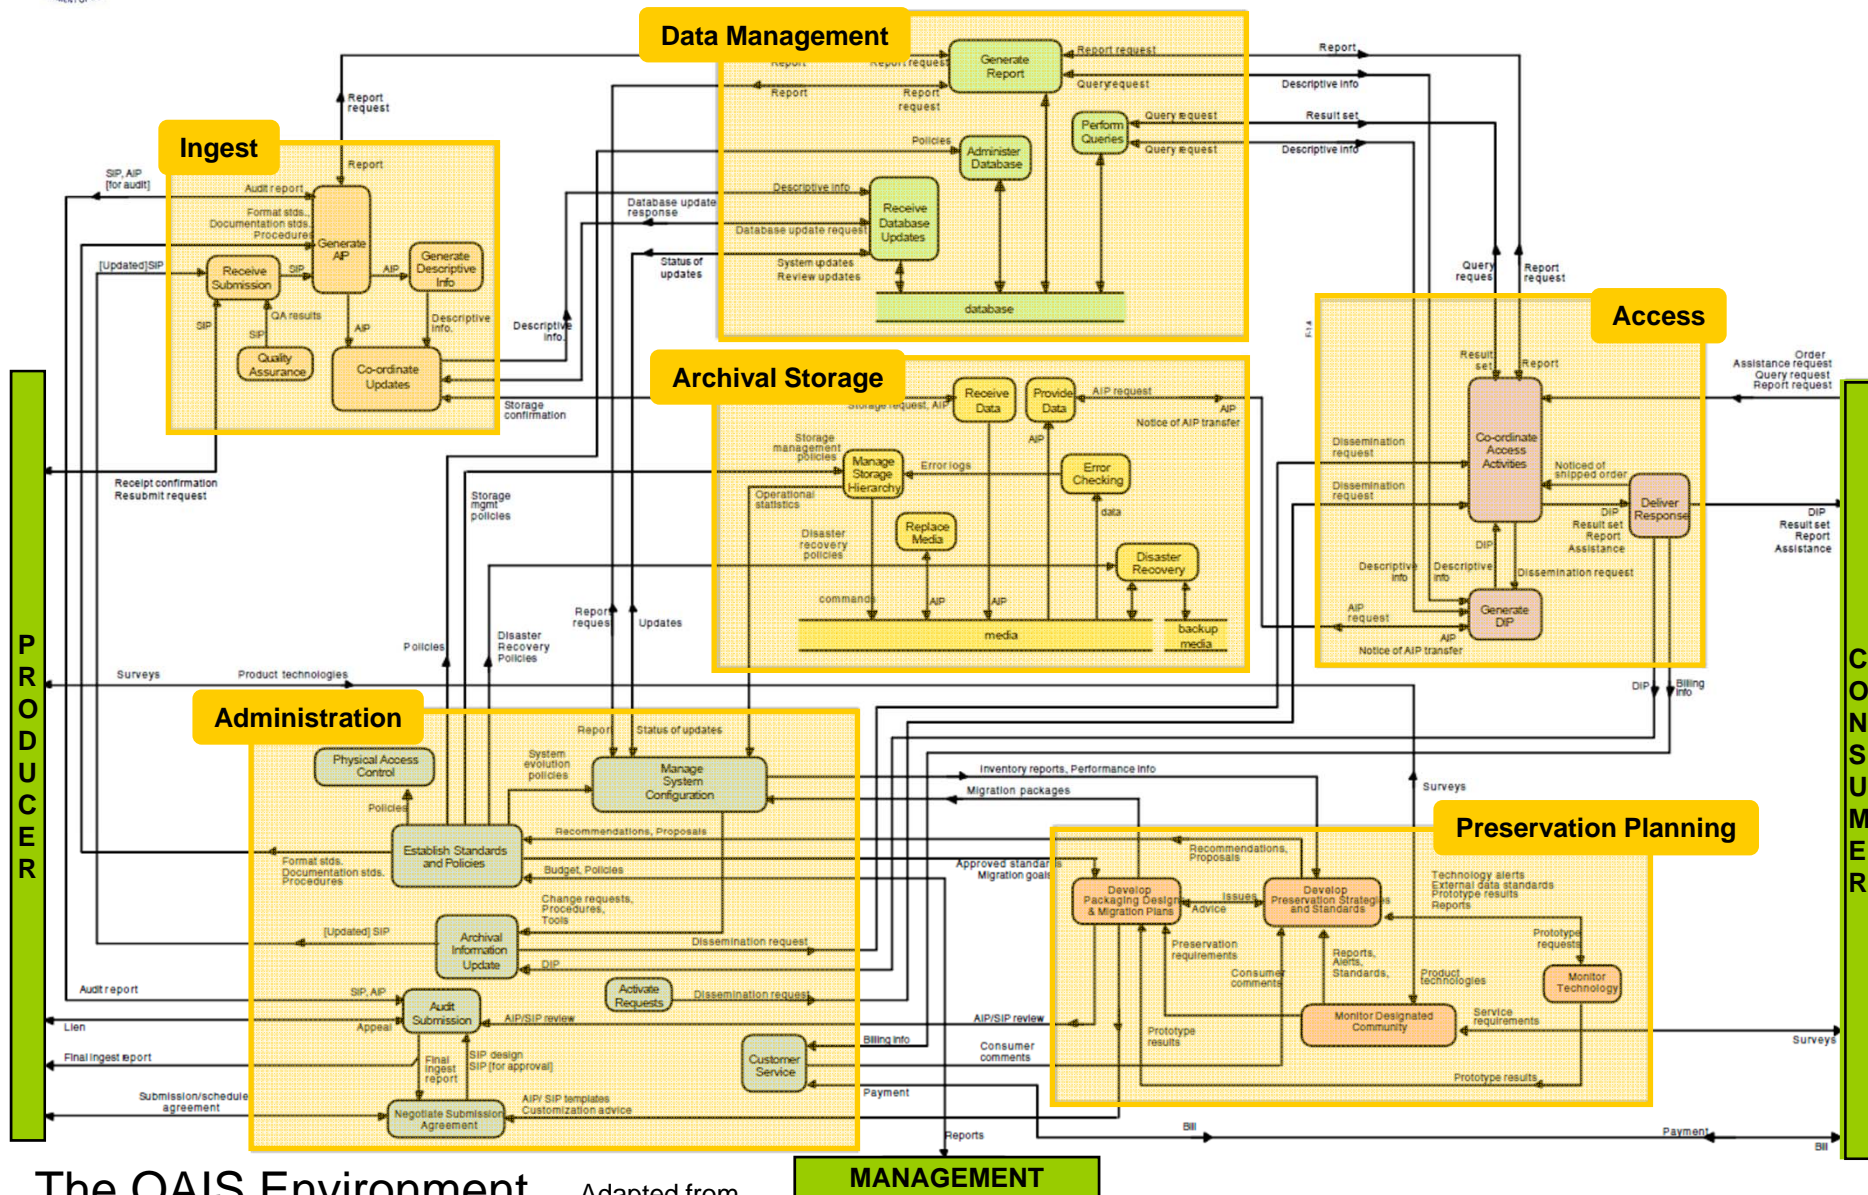 Data Management
Generate
Report
Report request
Report
Report
Report request
Report
Report
request
Queryrequest
Descriptive info
Report
request
Perform
Queries
Query request
Result set
Query request
Descriptive info
Policies
Administer
Database
Ingest
Report
SIP, AIP
[for audit]
Audit report
Format stds.,
Documentation stds.
Procedures
Generate
AIP
Descriptive info
Database update
response
Database update request
Receive
Database
Updates
Status of
updates
System updates
Review updates
database
[Updated]SIP
Receive
Submission
SIP
AIP
Generate
Descriptive
Info
SIP
QA results
SIP
AIP
Descriptive
info.
Descriptive
info.
Quality
Assurance
Co-ordinate
Updates
Storage
confirmation
Query
request
Report
request
Access
F-1.4
Result
set
Report
Order
Assistance request
Query request
Report request
Archival Storage
Storage request, AIP
Receive
Data
Provide
Data
AIP request
AIP
Notice of AIP transfer
AIP
Storage
management
policies
Manage
Storage
Hierarchy
Error logs
Error
Checking
Operational
statistics
data
Replace
Media
Disaster
recovery
policies
Disaster
Recovery
commands
AIP
AIP
media
backup
media
Dissemination
request
Dissemination
request
Co-ordinate
Access
Activities
Noticed of
shipped order
Deliver
Response
DIP
Result set
Report
Assistance
DIP
Result set
Report
Assistance
DIP
Descriptive
info
Descriptive
info
Dissemination request
Generate
DIP
AIP
request
AIP
Notice of AIP transfer
DIP
Billing
info
Receipt confirmation
Resubmit request
Storage
mgmt
policies
Policies
Disaster
Recovery
Policies
Report
request
Updates
PRODUCER
CONSUMER
Surveys
Product technologies
Administration
Physical Access
Control
Policies
System
evolution
policies
Report
Status of updates
Manage
System
Configuration
Inventory reports, Performance info
Migration packages
Surveys
Establish Standards
and Policies
Recommendations, Proposals
Format stds.
Documentation stds.
Procedures
Budget, Policies
Approved standards
Migration goals
Change requests,
Procedures,
Tools
[Updated] SIP
Archival
Information
Update
Dissemination request
DIP
Activate
Requests
Dissemination request
Audit report
SIP, AIP
Audit
Submission
Lien
Appeal
AIP/SIP review
AIP/SIP review
Final ingest report
Final
ingest
report
SIP design
SIP [for approval]
Customer
Service
Billing info
Consumer
comments
Payment
Submission/schedule
agreement
Negotiate Submission
Agreement
AIP/ SIP templates
Customization advice
Preservation Planning
Recommendations,
Proposals
Develop
Packaging Design
& Migration Plans
Issues
Advice
Develop
Preservation Strategies
and Standards
Technology alerts
External data standards
Prototype results
Reports
Prototype
requests
Preservation
requirements
Consumer
comments
Reports,
Alerts,
Standards,
Product
technologies
Monitor
Technology
Monitor Designated
Community
Service
requirements
Surveys
Prototype
results
Prototype results
Reports
Bill
Payment
Bill
MANAGEMENT
The OAIS Environment
Adapted from